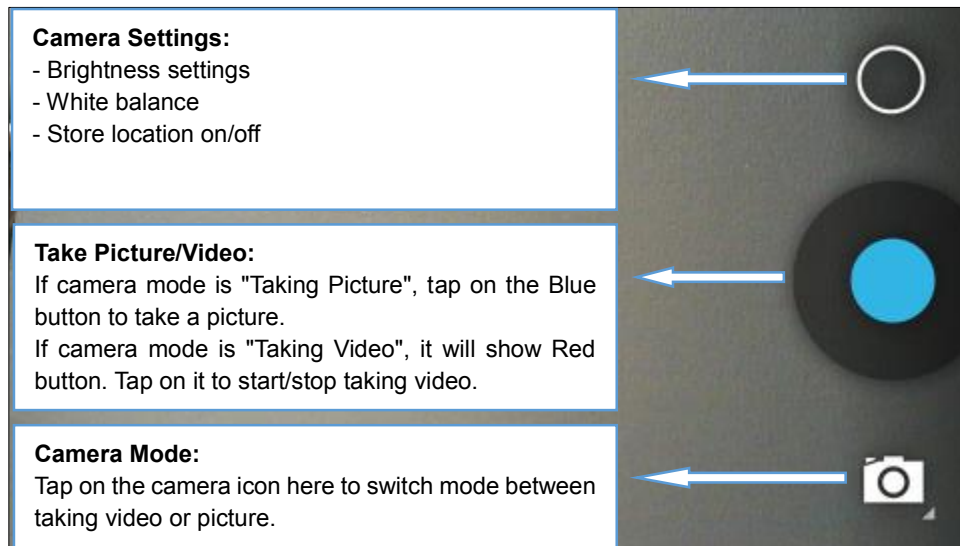 Camera Settings:
- Brightness settings
- White balance
- Store location on/off
Take Picture/Video:
If camera mode is "Taking Picture", tap on the Blue
button to take a picture.
If camera mode is "Taking Video", it will show Red
button. Tap on it to start/stop taking video.
Camera Mode:
Tap on the camera icon here to switch mode between
taking video or picture.